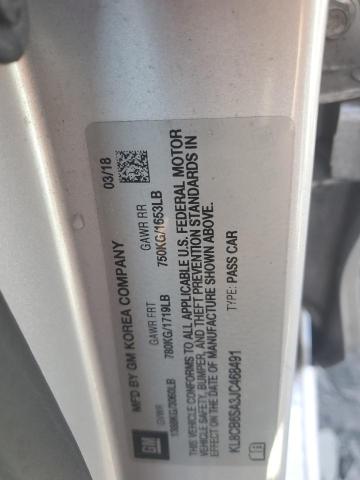 MFD BY GM KOREA COMPANY 03/18
GM
GVWR GAWR FRT GAWR RR
1388KG/3060LB 780KG/1719LB 750KG/1653LB
THIS VEHICLE CONFORMS TO ALL APPLICABLE U.S. FEDERAL MOTOR
VEHICLE SAFETY, BUMPER, AND THEFT PREVENTION STANDARDS IN
EFFECT ON THE DATE OF MANUFACTURE SHOWN ABOVE.
KL8CB6SA3JC468491 TYPE: PASS CAR